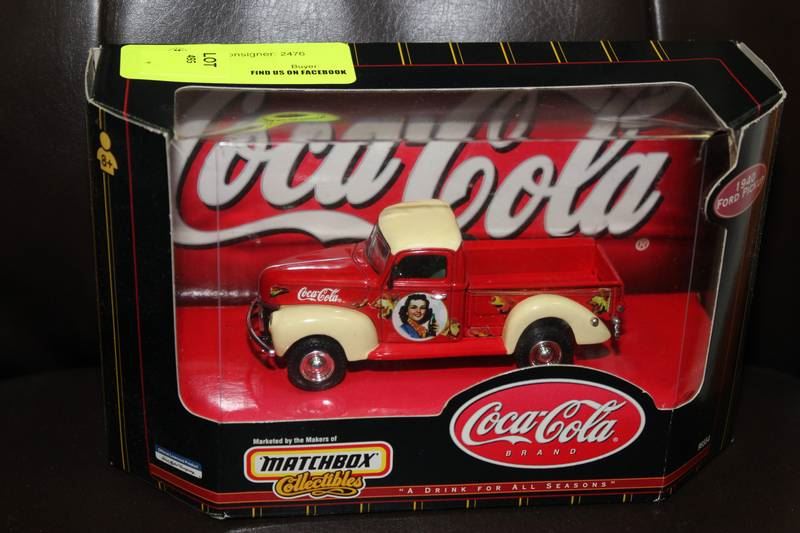 LOT
onsigner: 2476
Buyer
FIND US ON FACEBOOK
8+
Coca-Cola
®
1940
FORD PICKUP
Coca-Cola
Coca-Cola
®
BRAND
Marketed by the Makers of
MATCHBOX
Collectibles
"A DRINK FOR ALL SEASONS"